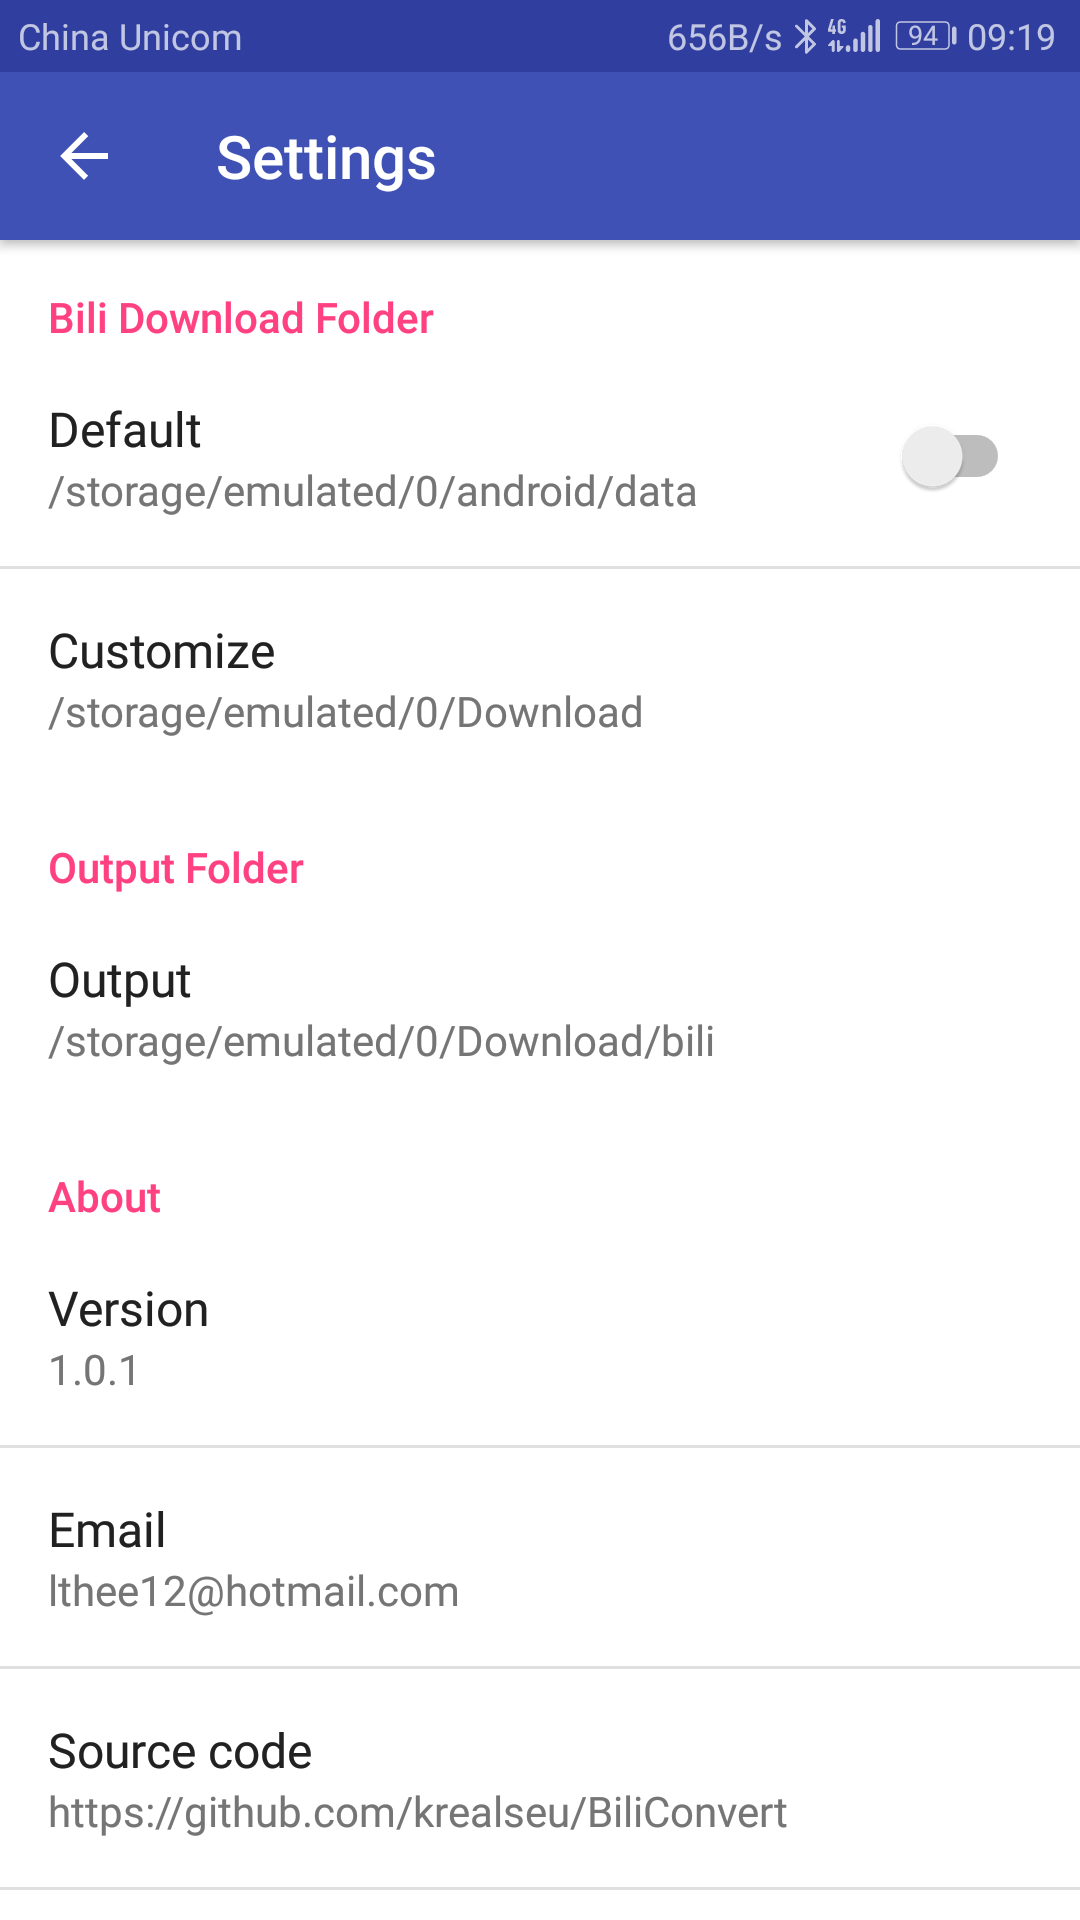 China Unicom 656B/s 4G 94 09:19
Settings
Bili Download Folder
Default
/storage/emulated/0/android/data
Customize
/storage/emulated/0/Download
Output Folder
Output
/storage/emulated/0/Download/bili
About
Version
1.0.1
Email
lthee12@hotmail.com
Source code
https://github.com/krealseu/BiliConvert